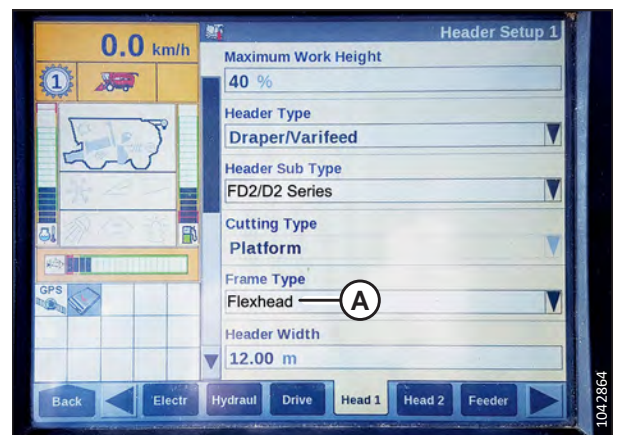 0.0 km/h
Header Setup 1
1
Maximum Work Height
40 %
Header Type
Draper/Varifeed
Header Sub Type
FD2/D2 Series
Cutting Type
Platform
Frame Type
Flexhead
A
Header Width
12.00 m
GPS
Back
Electr
Hydraul
Drive
Head 1
Head 2
Feeder
1042864